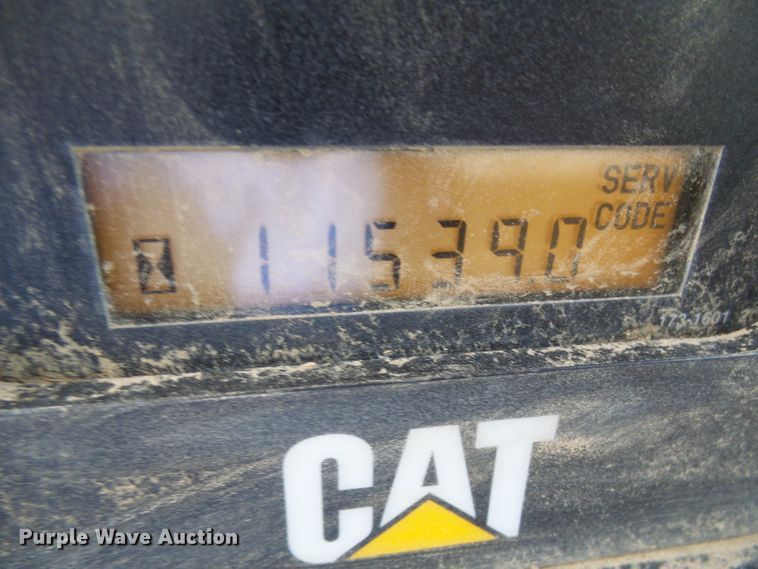 SERV
CODE
115390
173-1601
CAT
Purple Wave Auction